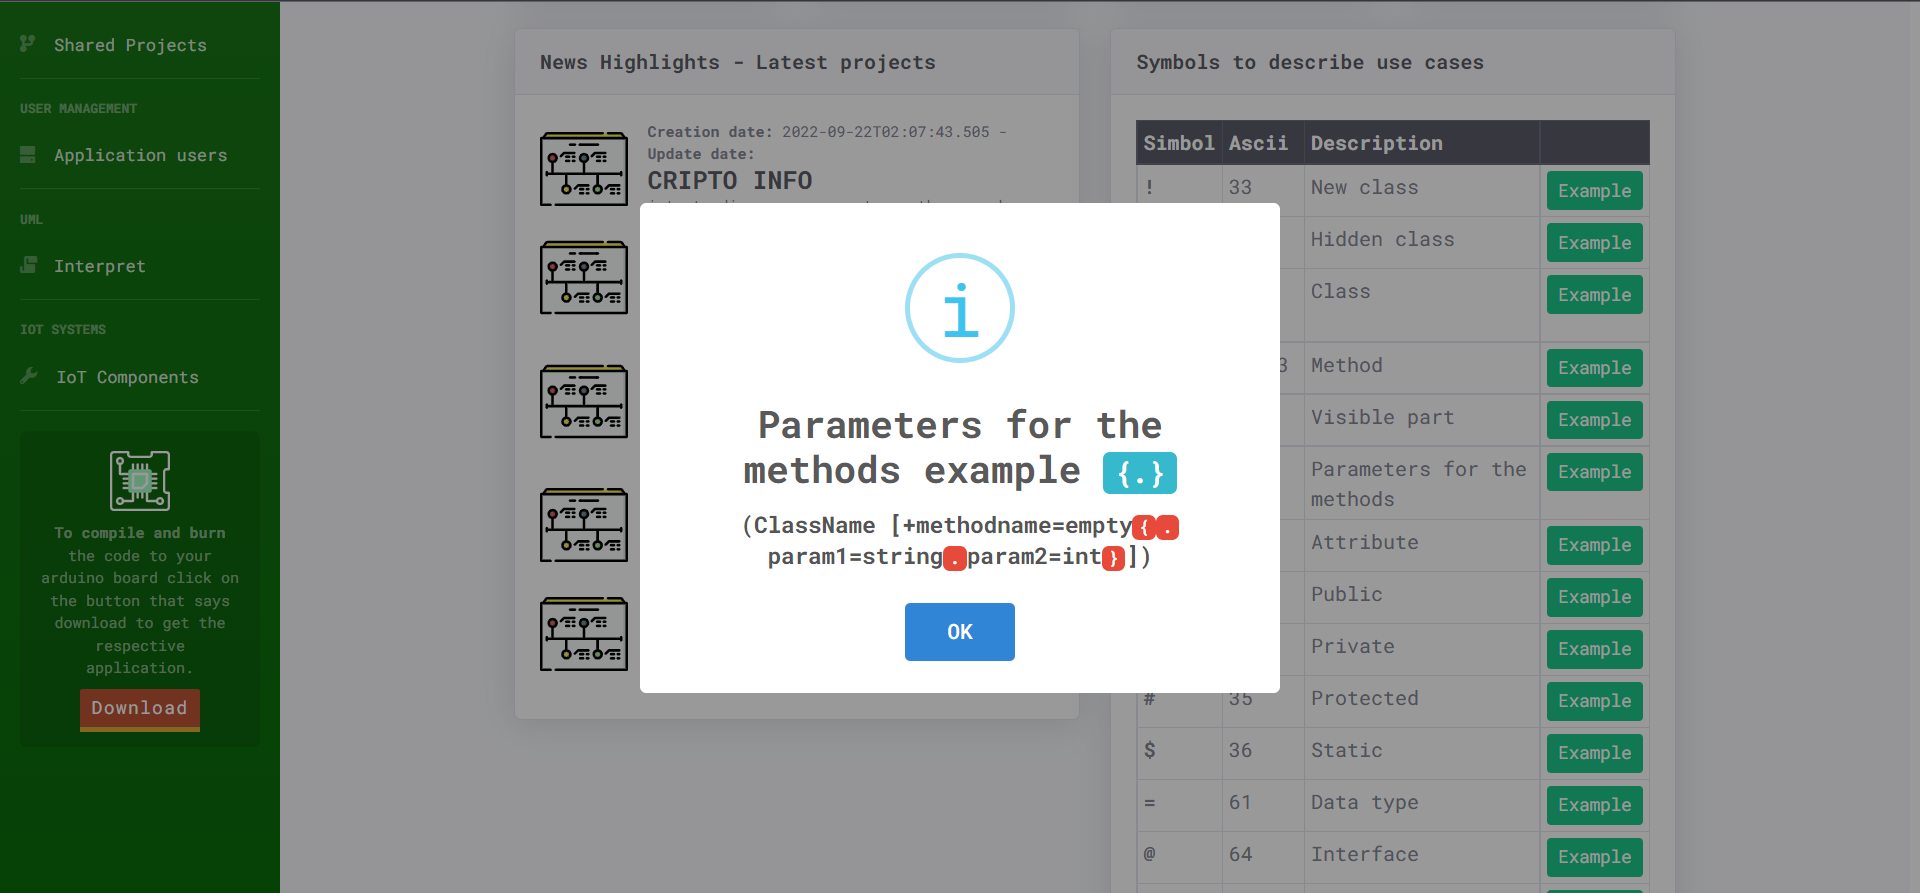 Shared Projects
USER MANAGEMENT
Application users
UML
Interpret
IOT SYSTEMS
IoT Components
To compile and burn
the code to your
arduino board click on
the button that says
download to get the
respective
application.
Download
News Highlights - Latest projects
Creation date: 2022-09-22T02:07:43.505 -
Update date:
CRIPTO INFO
Symbols to describe use cases
Simbol Ascii Description
! 33 New class Example
Hidden class Example
Class Example
3 Method Example
Visible part Example
Parameters for the
methods Example
Attribute Example
Public Example
Private Example
# 35 Protected Example
$ 36 Static Example
= 61 Data type Example
@ 64 Interface Example
i
Parameters for the
methods example {.}
(ClassName [+methodname=empty{.
param1=string.param2=int}])
OK